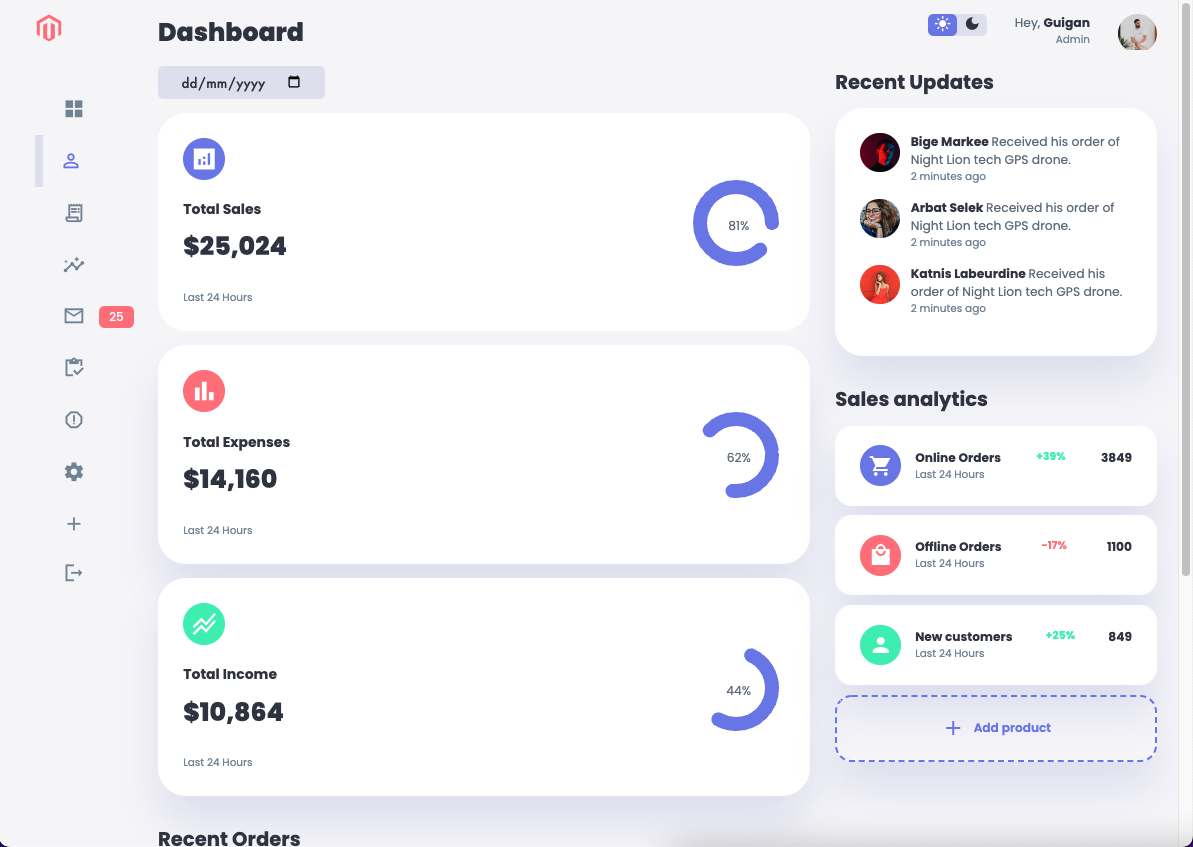 Dashboard
Hey, Guigan
Admin
dd/mm/yyyy
Total Sales
$25,024
81%
Last 24 Hours
Total Expenses
$14,160
62%
Last 24 Hours
Total Income
$10,864
44%
Last 24 Hours
Recent Orders
25
Recent Updates
Bige Markee Received his order of
Night Lion tech GPS drone.
2 minutes ago
Arbat Selek Received his order of
Night Lion tech GPS drone.
2 minutes ago
Katnis Labeurdine Received his
order of Night Lion tech GPS drone.
2 minutes ago
Sales analytics
Online Orders +39% 3849
Last 24 Hours
Offline Orders -17% 1100
Last 24 Hours
New customers +25% 849
Last 24 Hours
Add product